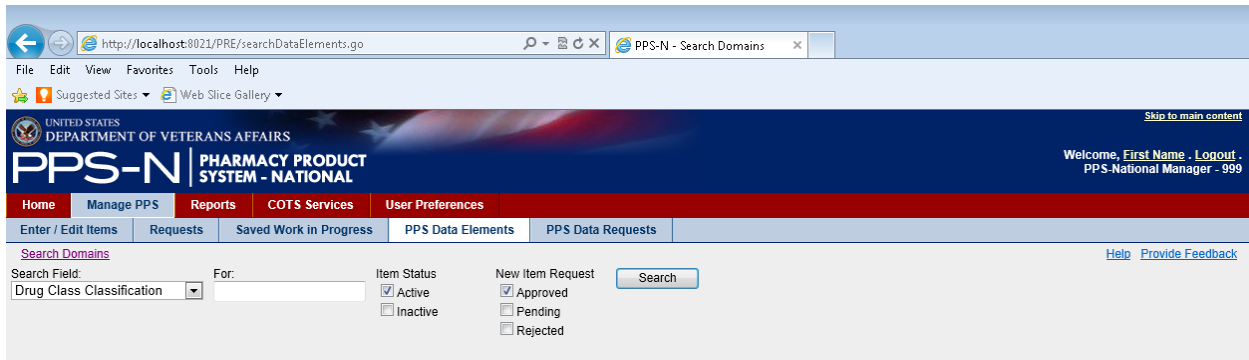 http://localhost:8021/PRE/searchDataElements.go PPS-N - Search Domains
File Edit View Favorites Tools Help
Suggested Sites Web Slice Gallery
Skip to main content
UNITED STATES
DEPARTMENT OF VETERANS AFFAIRS
PPS-N PHARMACY PRODUCT
SYSTEM - NATIONAL
Welcome, First Name . Logout .
PPS-National Manager - 999
Home Manage PPS Reports COTS Services User Preferences
Enter / Edit Items Requests Saved Work in Progress PPS Data Elements PPS Data Requests
Search Domains Help Provide Feedback
Search Field: For: Item Status New Item Request Search
Drug Class Classification Active Approved
Inactive Pending
Rejected